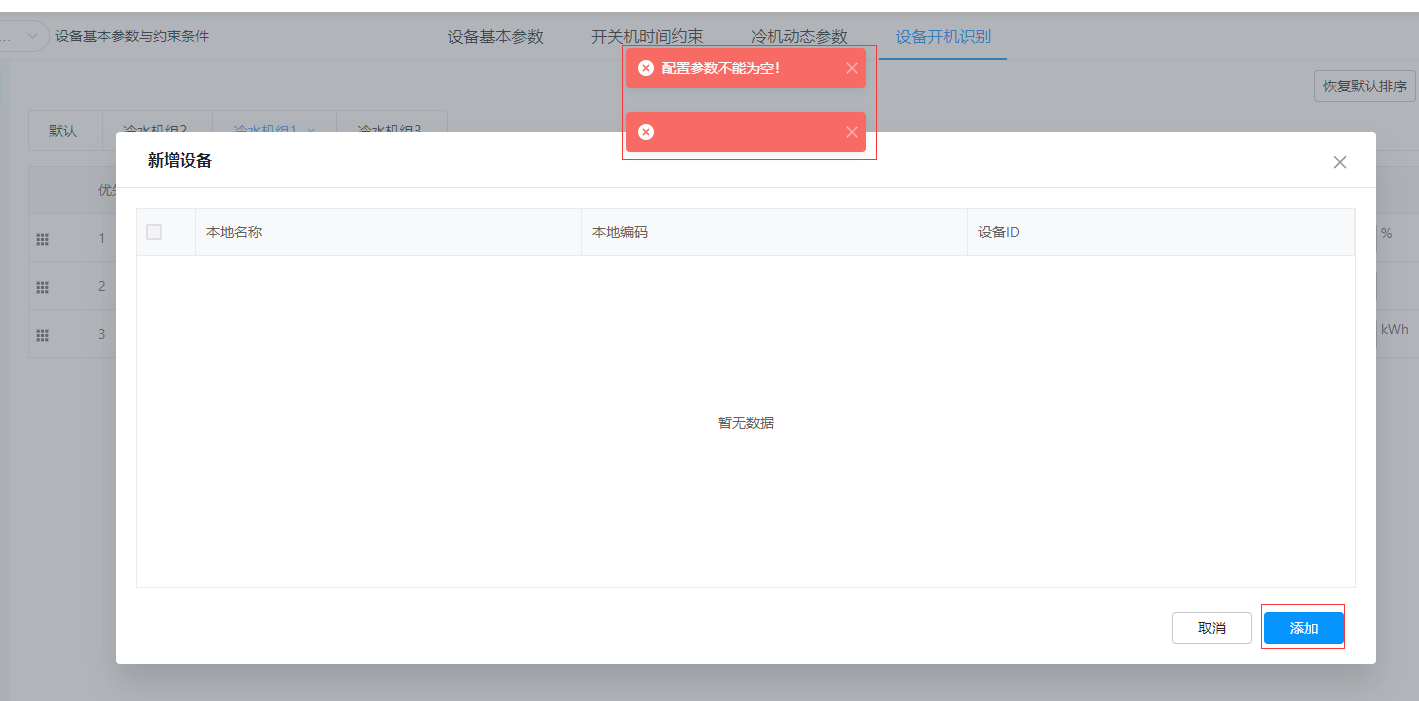 ... 设备基本参数与约束条件 设备基本参数 开关机时间约束 冷机动态参数 设备开机识别
配置参数不能为空!
恢复默认排序
默认 冷水机组2 冷水机组1 冷水机组3
新增设备
优
本地名称 本地编码 设备ID
1 %
2
3 kWh
暂无数据
取消 添加